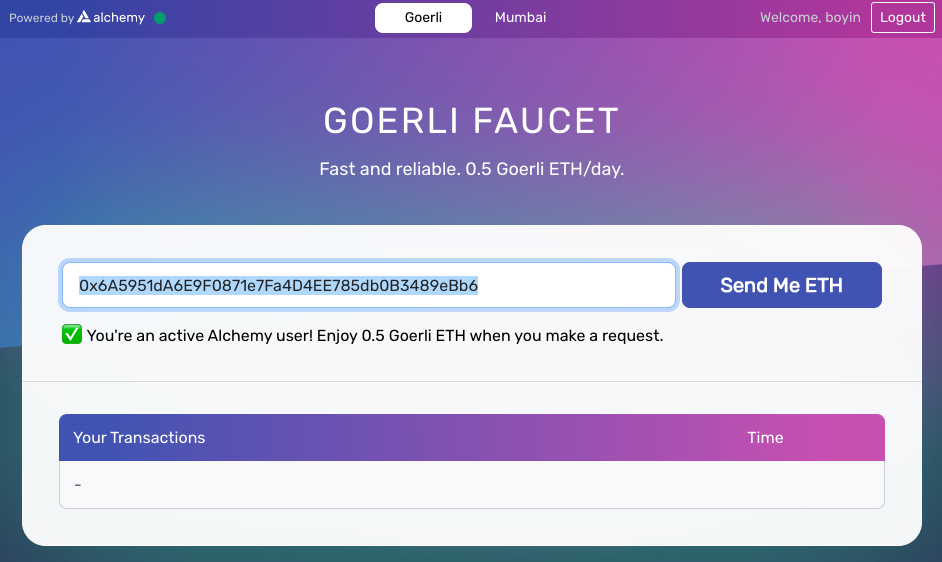 Powered by alchemy
Goerli
Mumbai
Welcome, boyin
Logout
GOERLI FAUCET
Fast and reliable. 0.5 Goerli ETH/day.
0x6A5951dA6E9F0871e7Fa4D4EE785db0B3489eBb6
Send Me ETH
You're an active Alchemy user! Enjoy 0.5 Goerli ETH when you make a request.
Your Transactions
Time
-